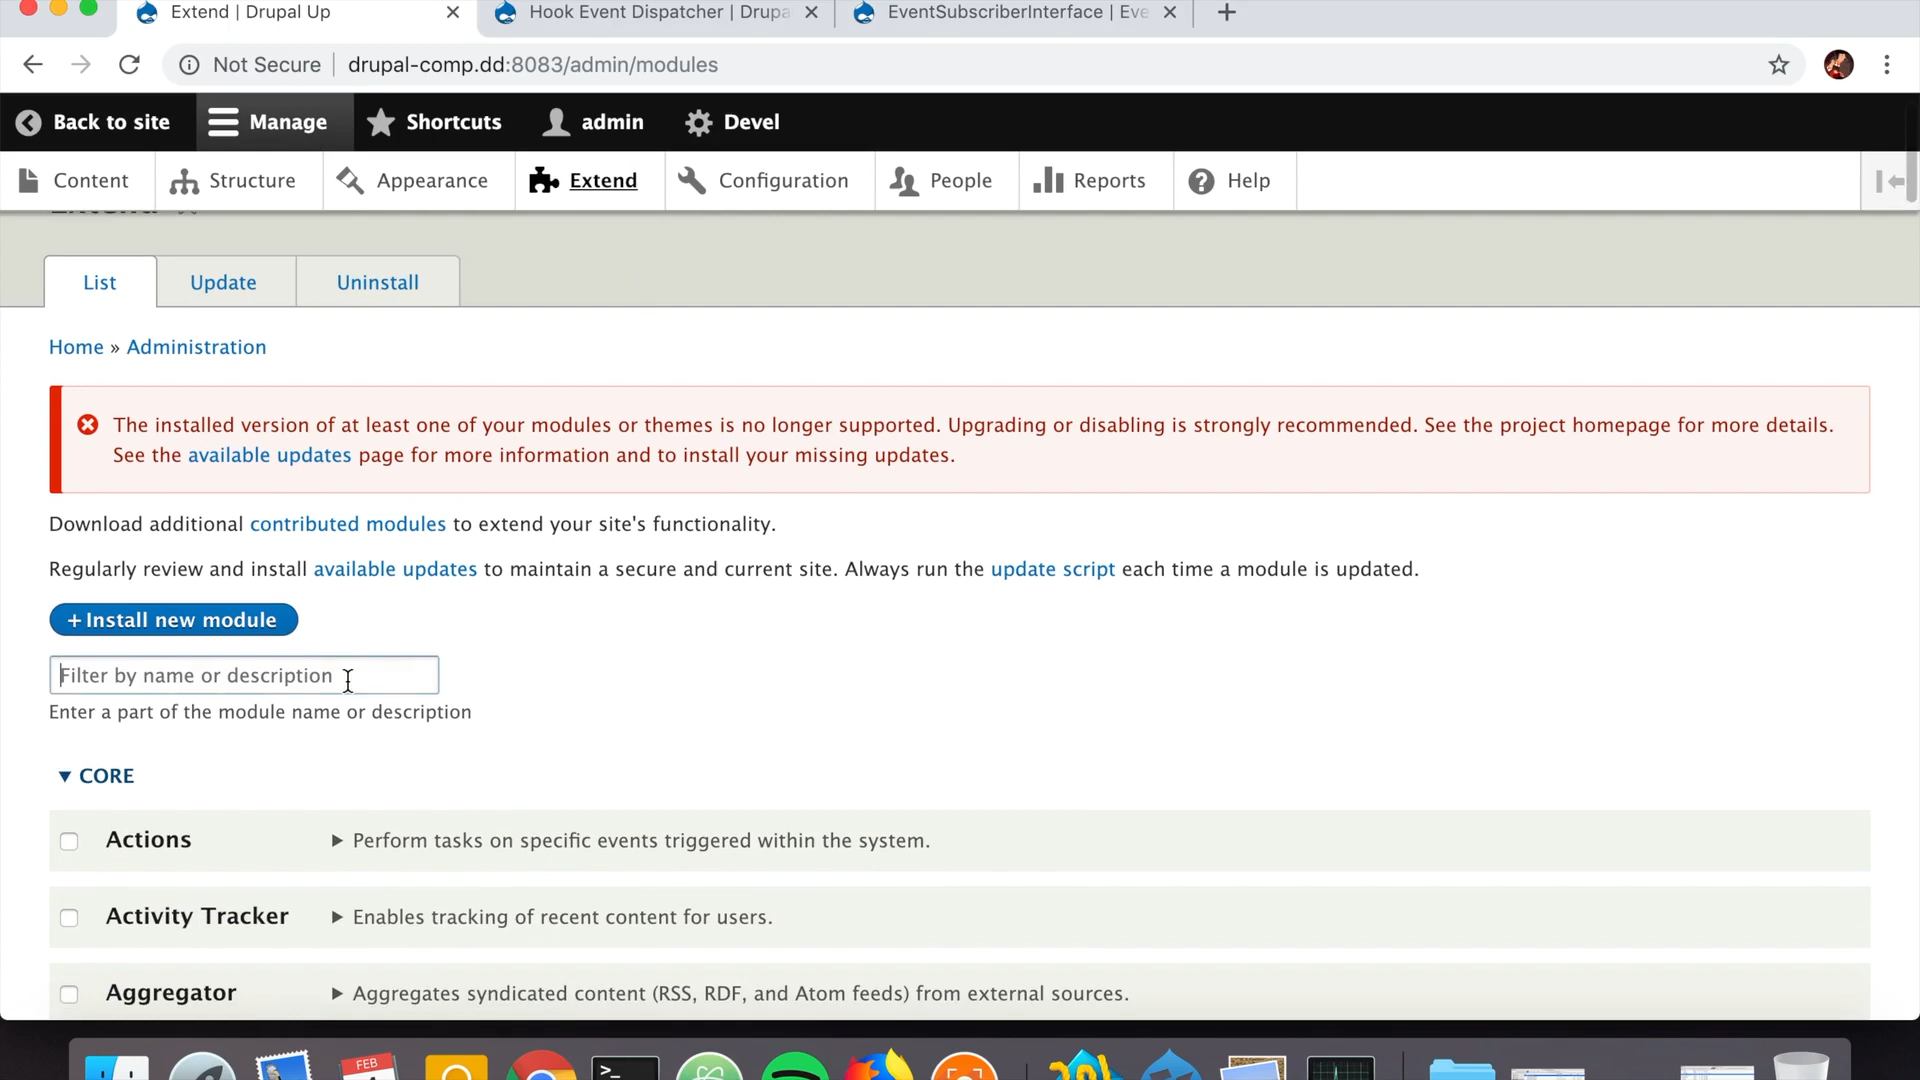 Extend | Drupal Up
Hook Event Dispatcher | Drupa
EventSubscriberInterface | Eve
Not Secure
drupal-comp.dd:8083/admin/modules
Back to site
Manage
Shortcuts
admin
Devel
Content
Structure
Appearance
Extend
Configuration
People
Reports
Help
List
Update
Uninstall
Home » Administration
The installed version of at least one of your modules or themes is no longer supported. Upgrading or disabling is strongly recommended. See the project homepage for more details.
See the available updates page for more information and to install your missing updates.
Download additional contributed modules to extend your site's functionality.
Regularly review and install available updates to maintain a secure and current site. Always run the update script each time a module is updated.
+ Install new module
Filter by name or description
Enter a part of the module name or description
▼ CORE
Actions
► Perform tasks on specific events triggered within the system.
Activity Tracker
► Enables tracking of recent content for users.
Aggregator
► Aggregates syndicated content (RSS, RDF, and Atom feeds) from external sources.
FEB